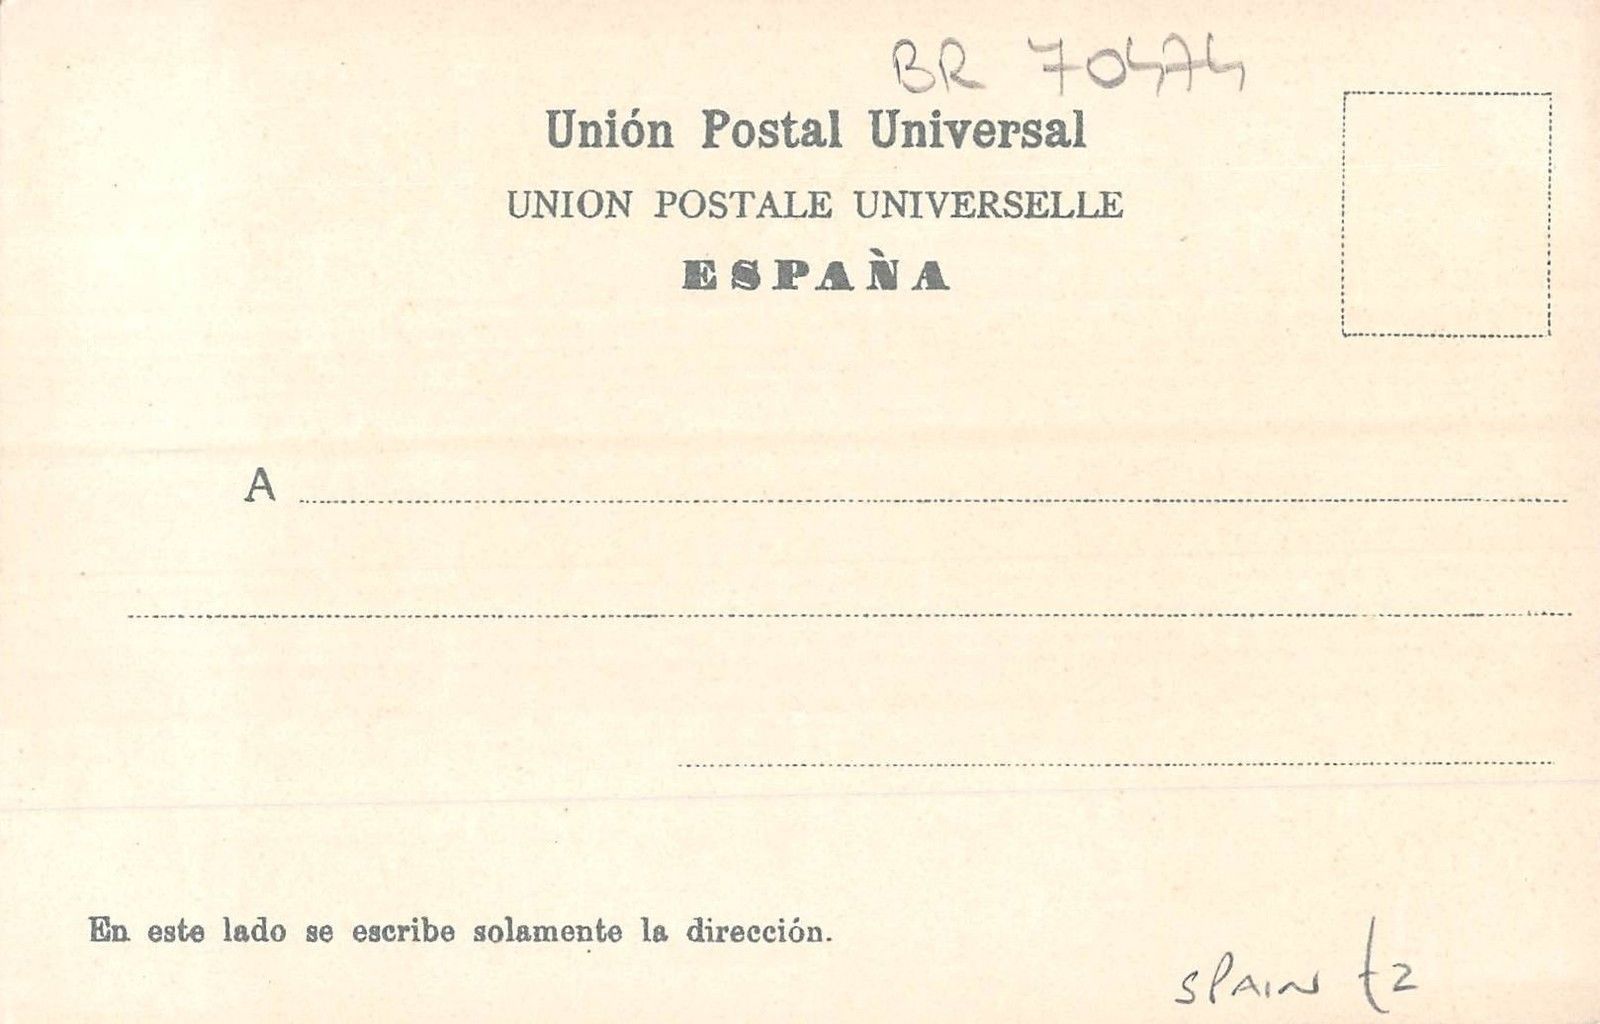 BR 70474
Unión Postal Universal
UNION POSTALE UNIVERSELLE
ESPAÑA
A
En este lado se escribe solamente la dirección.
SPAIN